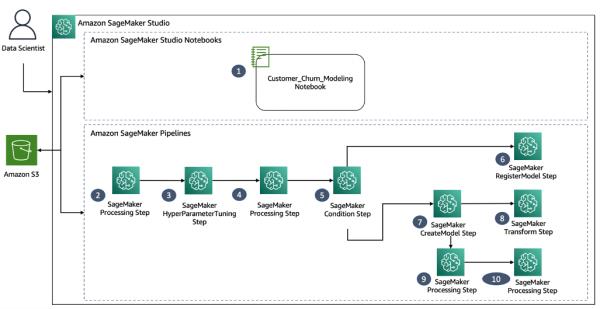 Amazon SageMaker Studio
Data Scientist
Amazon SageMaker Studio Notebooks
1
Customer_Churn_Modeling
Notebook
Amazon S3
Amazon SageMaker Pipelines
2
SageMaker
Processing Step
3
SageMaker
HyperParameterTuning
Step
4
SageMaker
Processing Step
5
SageMaker
Condition Step
6
SageMaker
RegisterModel Step
7
SageMaker
CreateModel Step
8
SageMaker
Transform Step
9
SageMaker
Processing Step
10
SageMaker
Processing Step